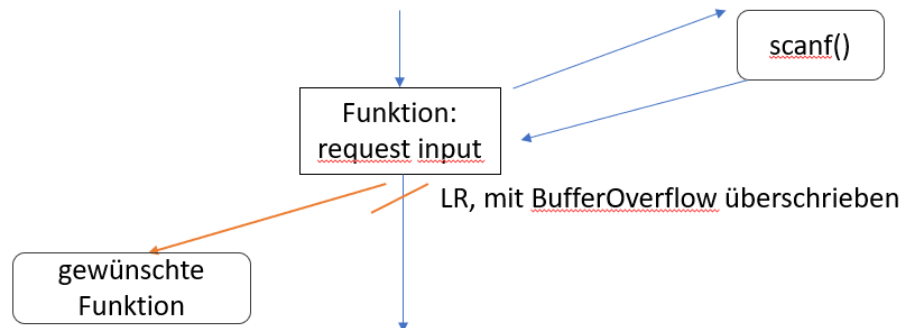 scanf()
Funktion:
request input
LR, mit BufferOverflow überschrieben
gewünschte
Funktion